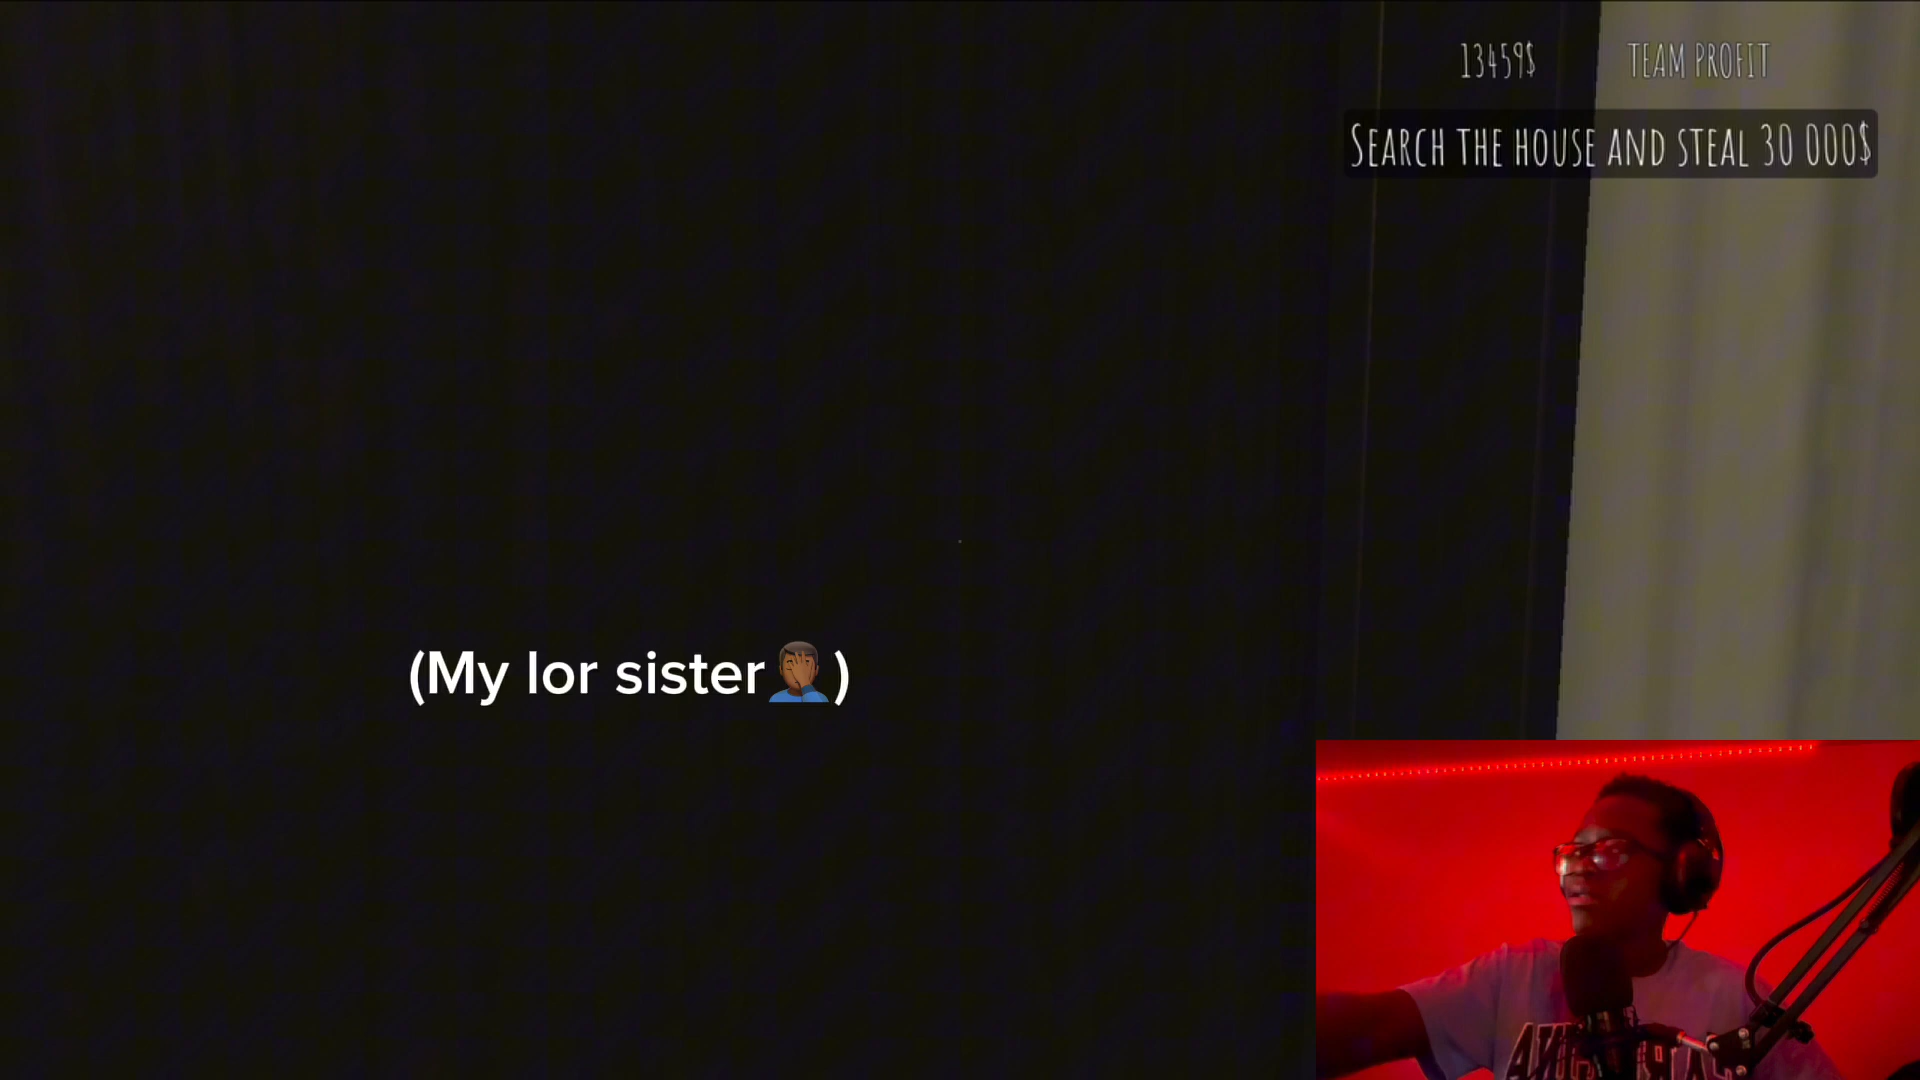 13459$ TEAM PROFIT
SEARCH THE HOUSE AND STEAL 30 000$
(My lor sister🤦🏾‍♂️)